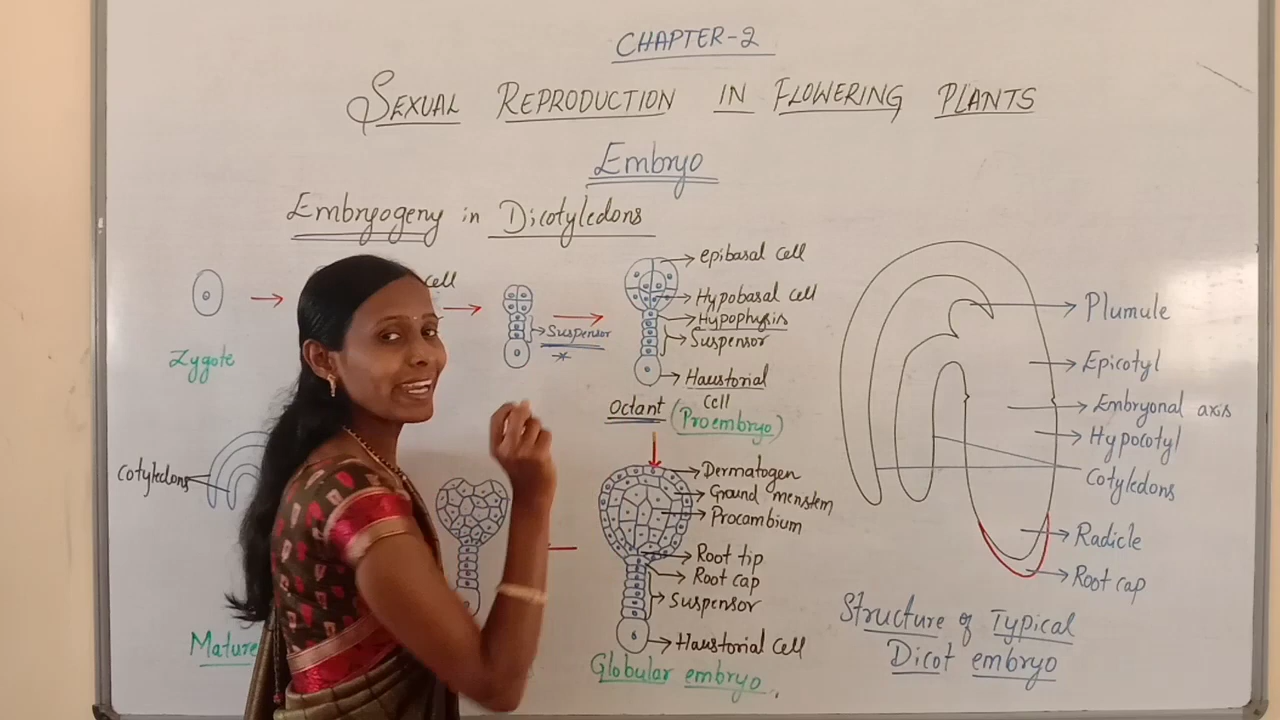 CHAPTER-2
SEXUAL REPRODUCTION IN FLOWERING PLANTS
Embryo
Embryogeny in Dicotyledons
Zygote
cell
Suspensor
epibasal cell
Hypobasal cell
Hypophysis
Suspensor
Haustorial
cell
Octant (Proembryo)
Dermatogen
Ground meristem
Procambium
Root tip
Root cap
Suspensor
Haustorial Cell
Globular embryo
Cotyledons
Mature
Plumule
Epicotyl
Embryonal axis
Hypocotyl
Cotyledons
Radicle
Root cap
Structure of Typical
Dicot embryo